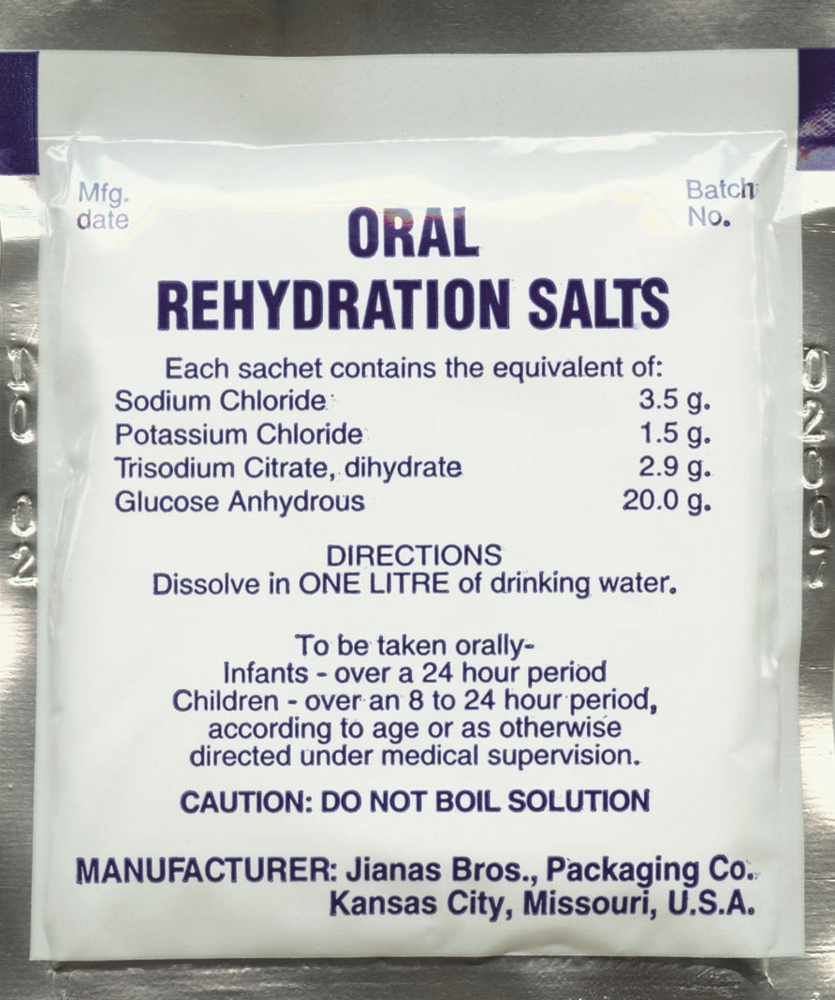 Mfg.
date
Batch
No.
ORAL
REHYDRATION SALTS
Each sachet contains the equivalent of:
Sodium Chloride 3.5 g.
Potassium Chloride 1.5 g.
Trisodium Citrate, dihydrate 2.9 g.
Glucose Anhydrous 20.0 g.
DIRECTIONS
Dissolve in ONE LITRE of drinking water.
To be taken orally-
Infants - over a 24 hour period
Children - over an 8 to 24 hour period,
according to age or as otherwise
directed under medical supervision.
CAUTION: DO NOT BOIL SOLUTION
MANUFACTURER: Jianas Bros., Packaging Co.
Kansas City, Missouri, U.S.A.
10 02
02007